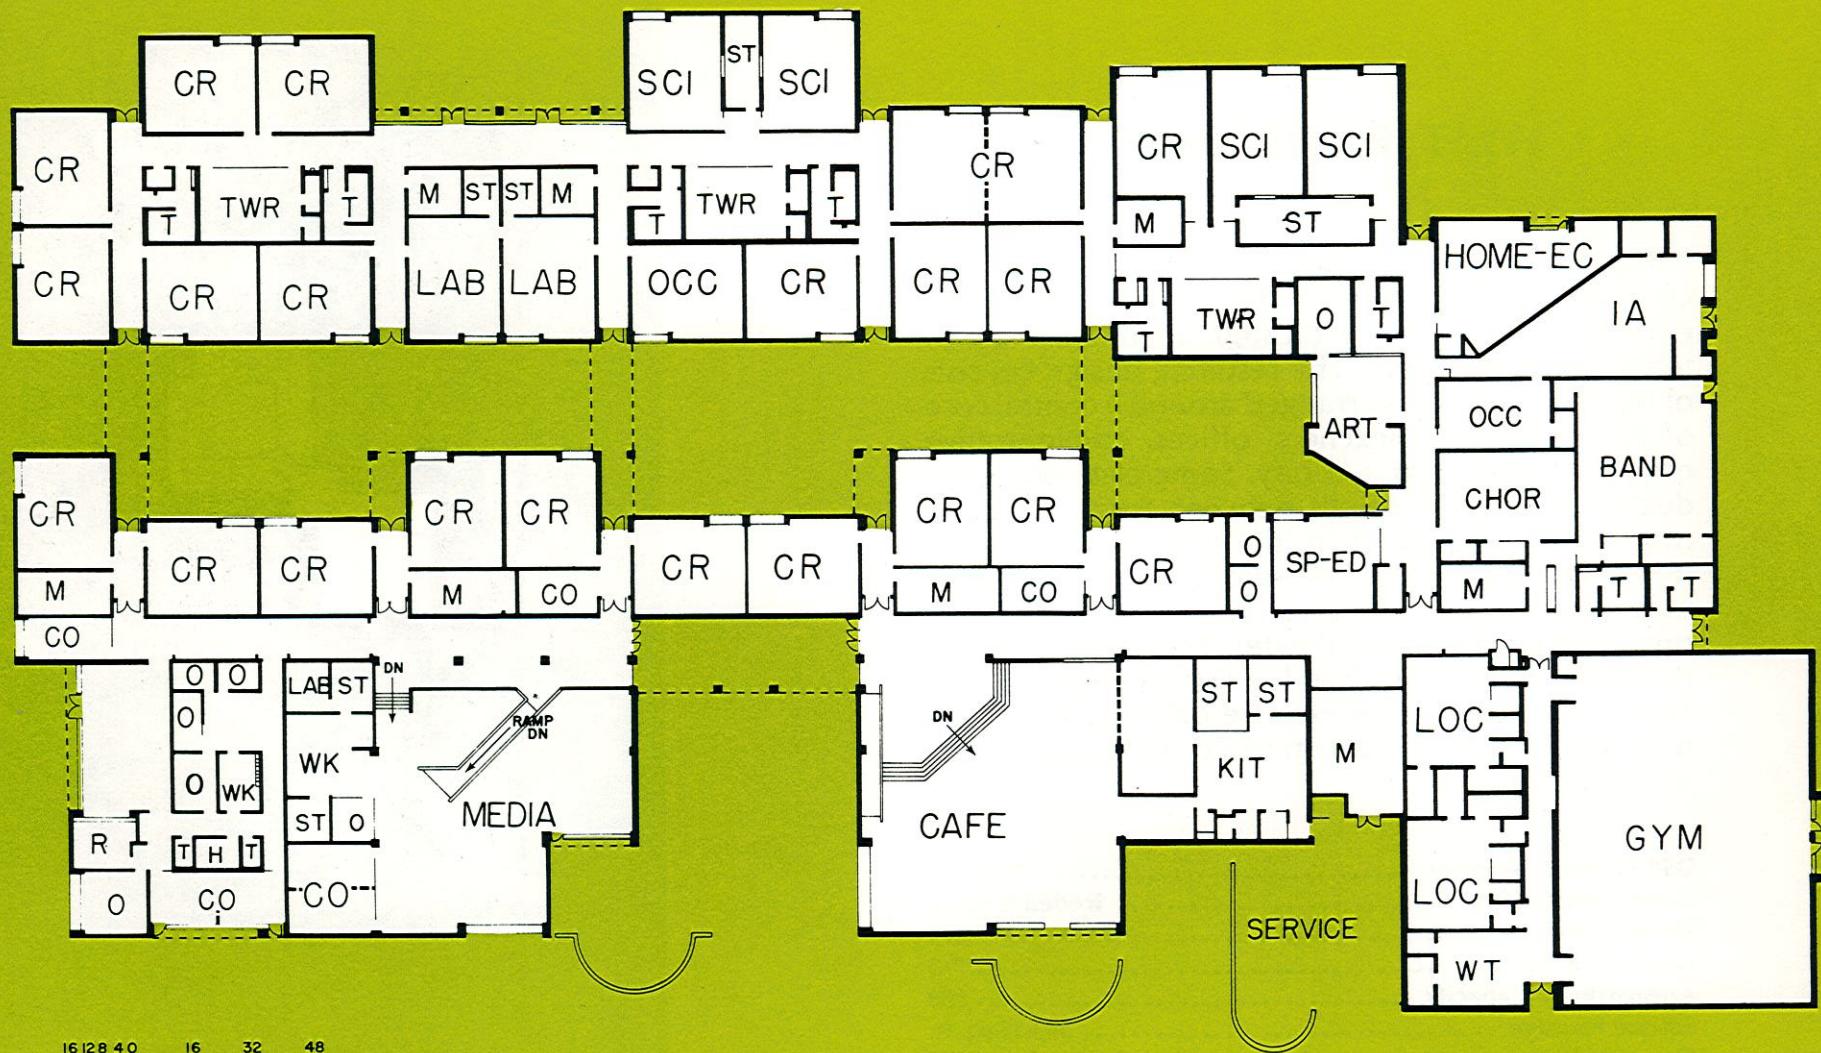 SCI ST SCI
CR CR
CR CR CR SCI SCI
M ST ST M
T TWR T T TWR T M ST
HOME-EC
CR CR CR LAB LAB OCC CR CR CR
T TWR O T IA
OCC
ART
CR CR CR CR CR CHOR BAND
CR CR CR CR CR O SP-ED
M M CO M CO O M T T
CO
DN
O O LAB ST ST ST
O RAMP DN LOC
DN
O WK WK KIT M
MEDIA
ST O CAFE
R T H T GYM
O CO CO LOC
SERVICE
WT
16 12 8 4 0 16 32 48